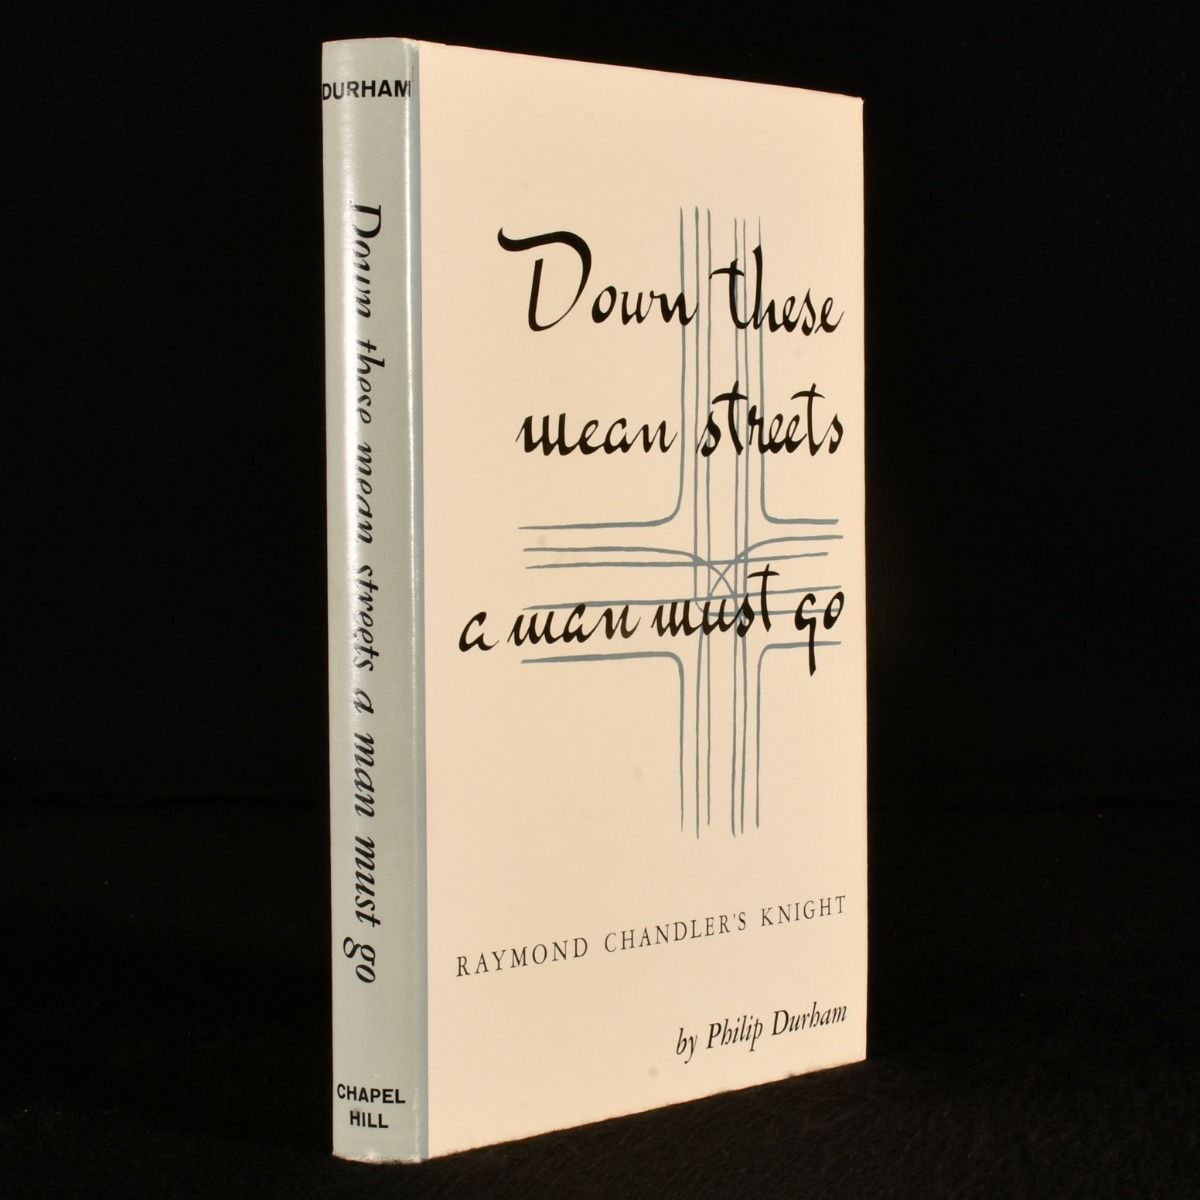 DURHAM
Down these mean streets a man must go
CHAPEL
HILL
Down these
mean streets
a man must go
RAYMOND CHANDLER'S KNIGHT
by Philip Durham